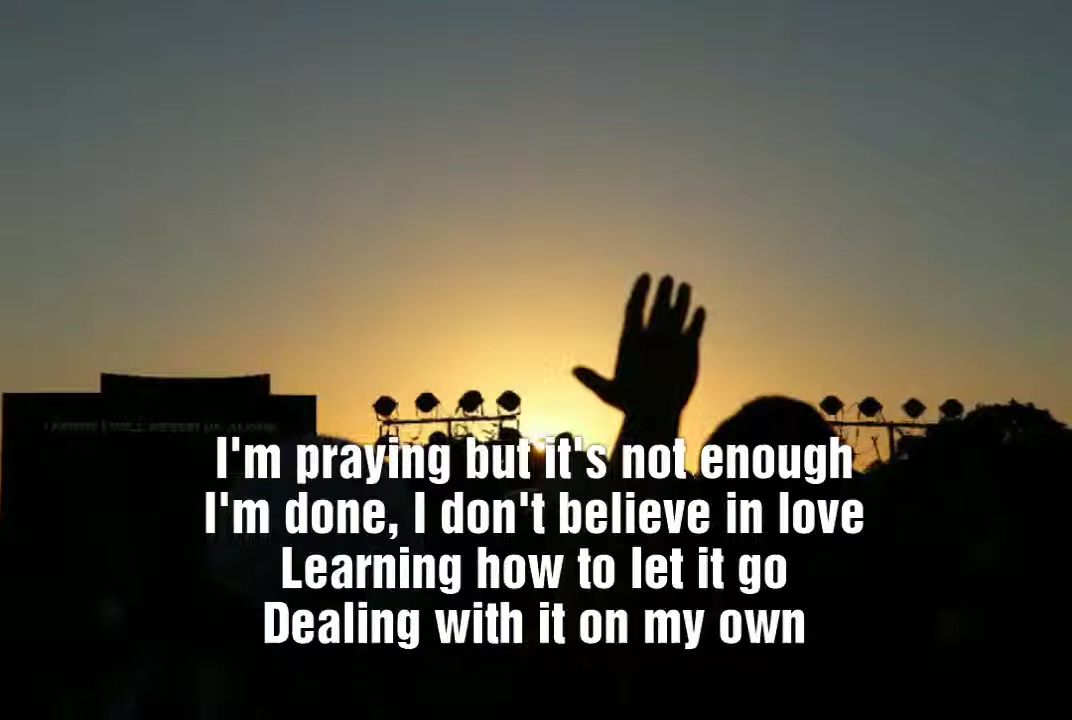 I'm praying but it's not enough
I'm done, I don't believe in love
Learning how to let it go
Dealing with it on my own